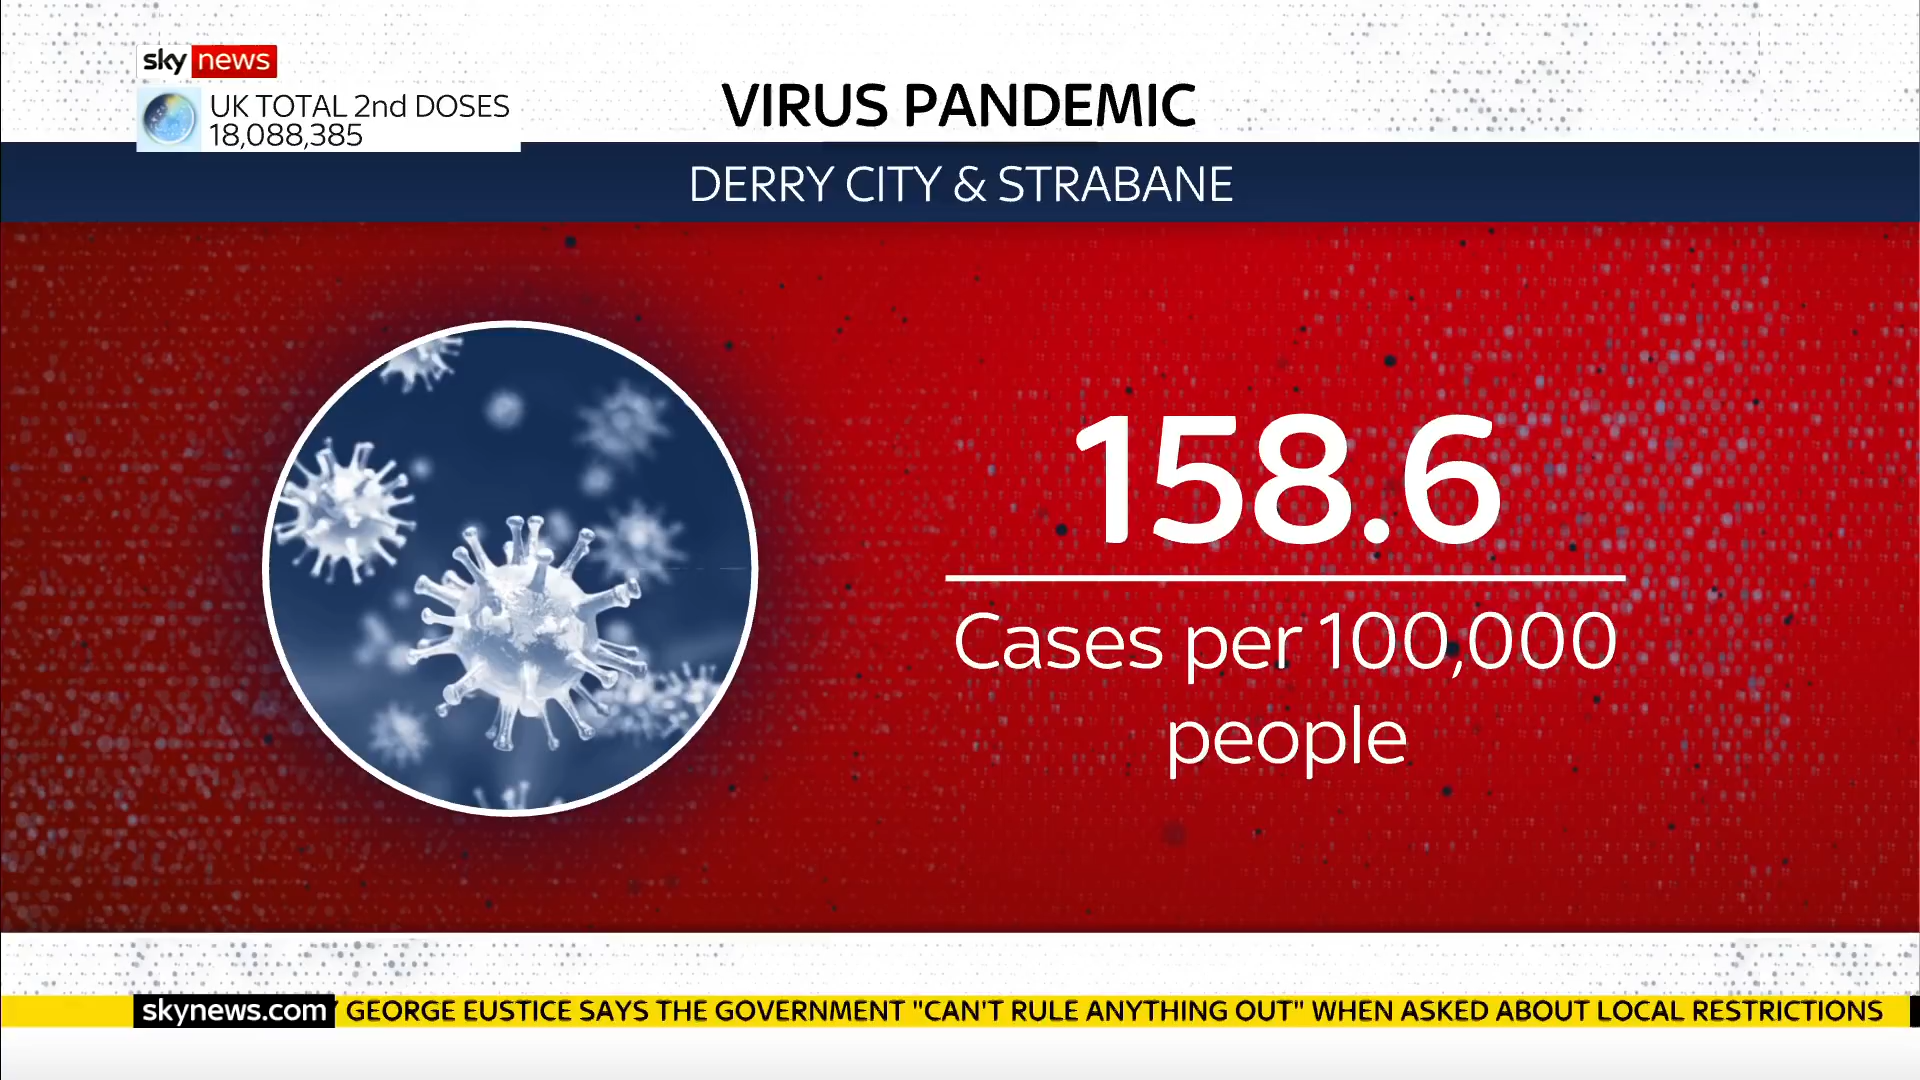 sky news
UK TOTAL 2nd DOSES
18,088,385
VIRUS PANDEMIC
DERRY CITY & STRABANE
158.6
Cases per 100,000
people
skynews.com
GEORGE EUSTICE SAYS THE GOVERNMENT "CAN'T RULE ANYTHING OUT" WHEN ASKED ABOUT LOCAL RESTRICTIONS